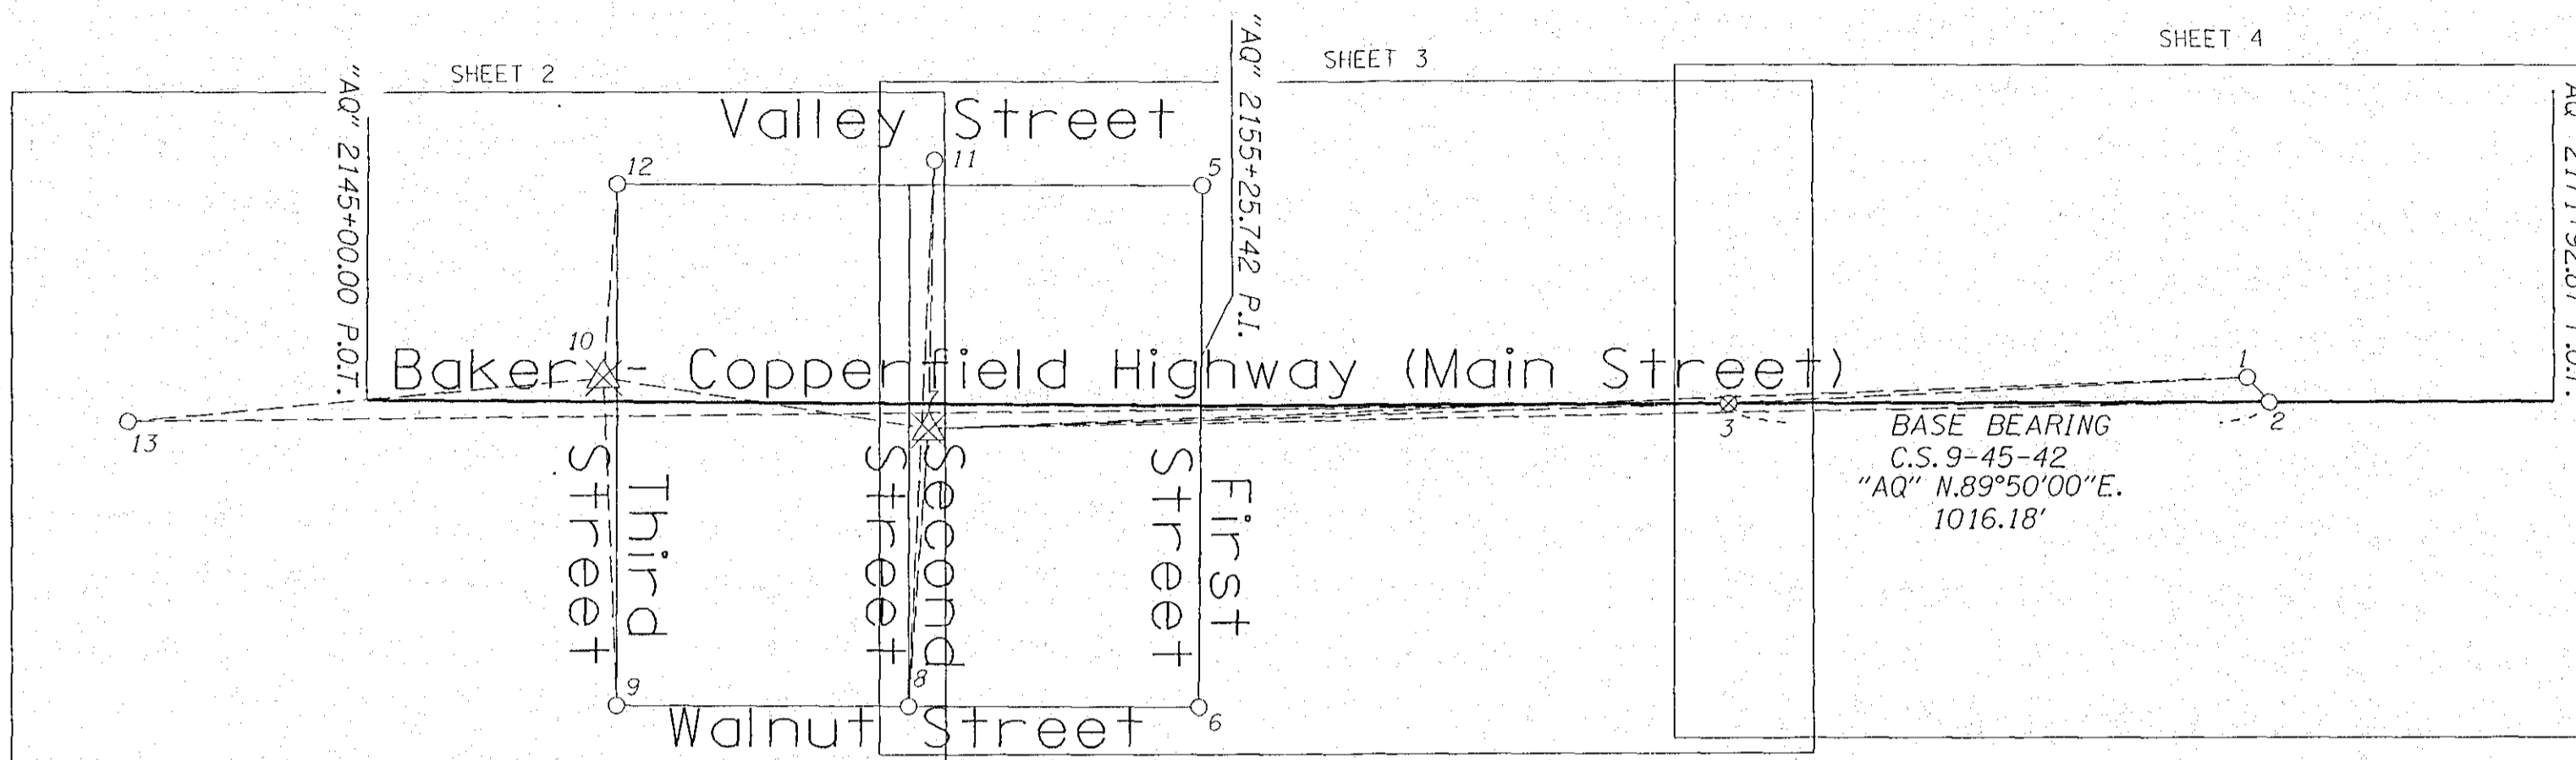 SHEET 2
SHEET 3
SHEET 4
"AQ" 2145+00.00 P.O.T.
"AQ" 2155+25.742 P.I.
Valley Street
12
11
5
10
Baker - Copperfield Highway (Main Street)
1
13
3
2
BASE BEARING
C.S. 9-45-42
"AQ" N.89°50'00"E.
1016.18'
Third
Street
Second
Street
First
Street
9
8
6
Walnut Street